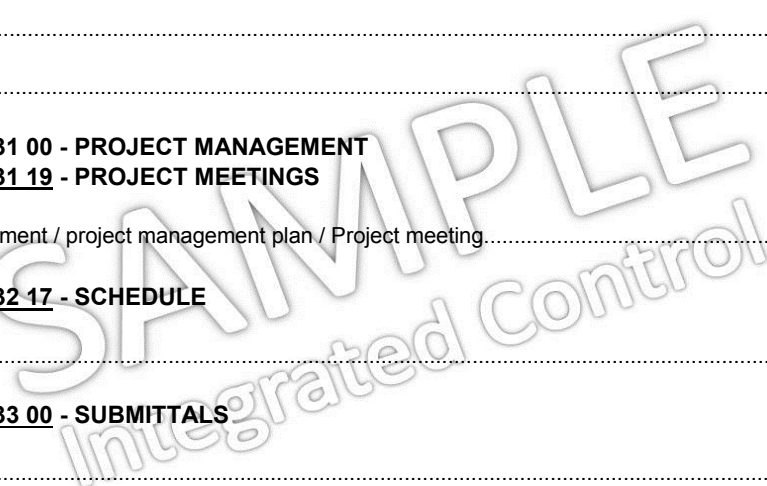 31 00 - PROJECT MANAGEMENT
31 19 - PROJECT MEETINGS
ment / project management plan / Project meeting
32 17 - SCHEDULE
33 00 - SUBMITTALS
SAMPLE
Integrated Control